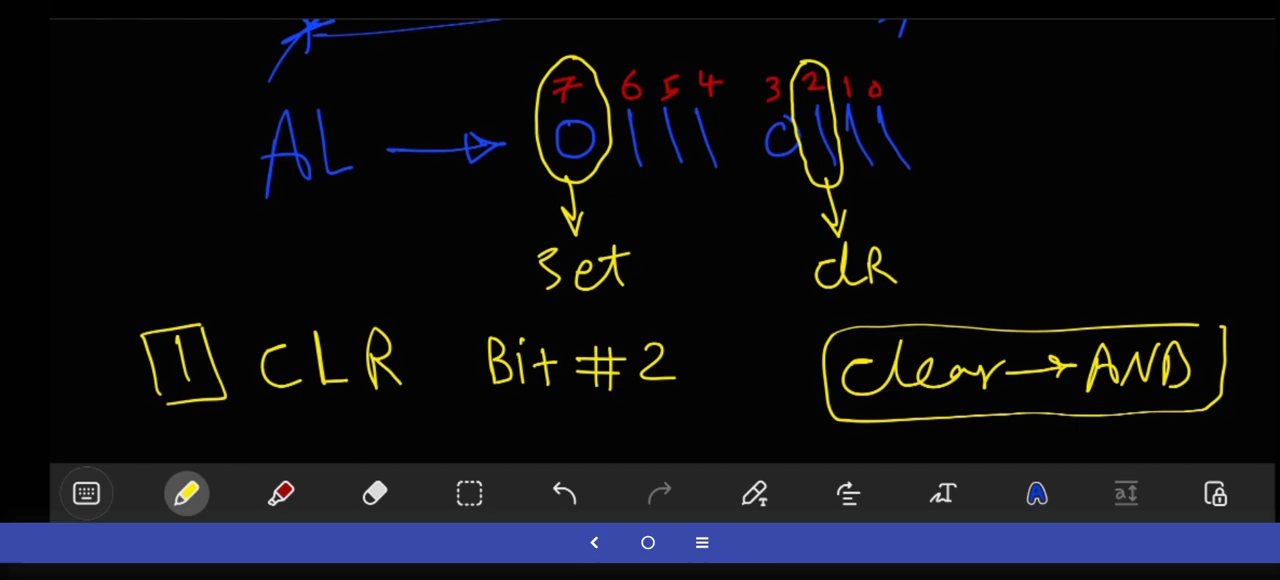 7 6 5 4 3 2 1 0
AL → 0 1 1 1 0 1 1 1
set CLR
1 CLR Bit #2 clear → AND